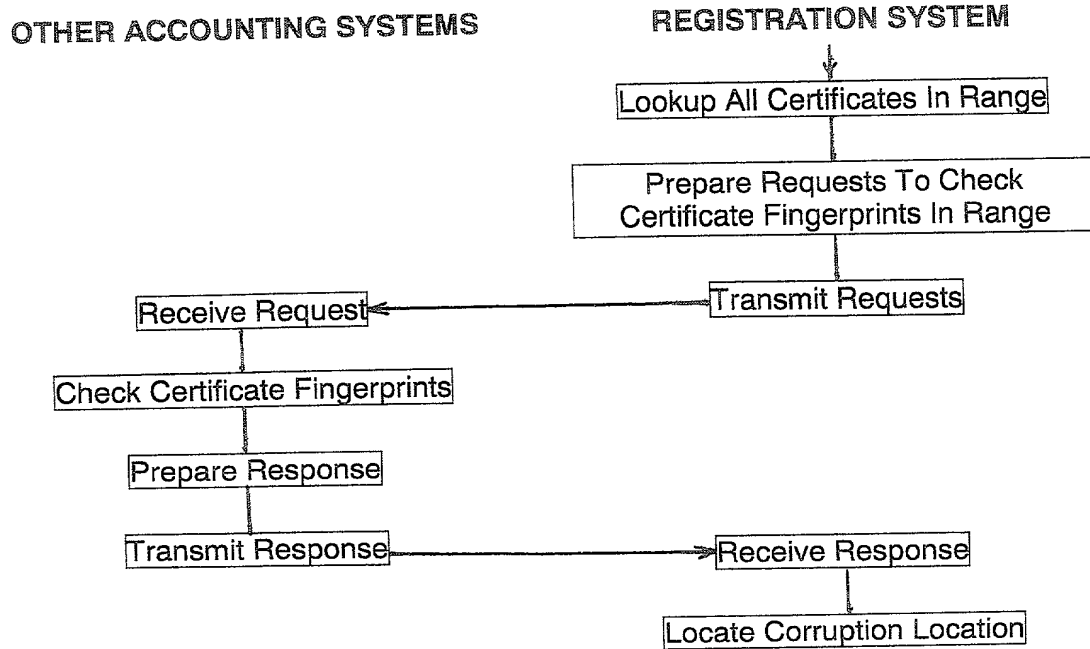 OTHER ACCOUNTING SYSTEMS
REGISTRATION SYSTEM
Lookup All Certificates In Range
Prepare Requests To Check
Certificate Fingerprints In Range
Transmit Requests
Receive Request
Check Certificate Fingerprints
Prepare Response
Transmit Response
Receive Response
Locate Corruption Location